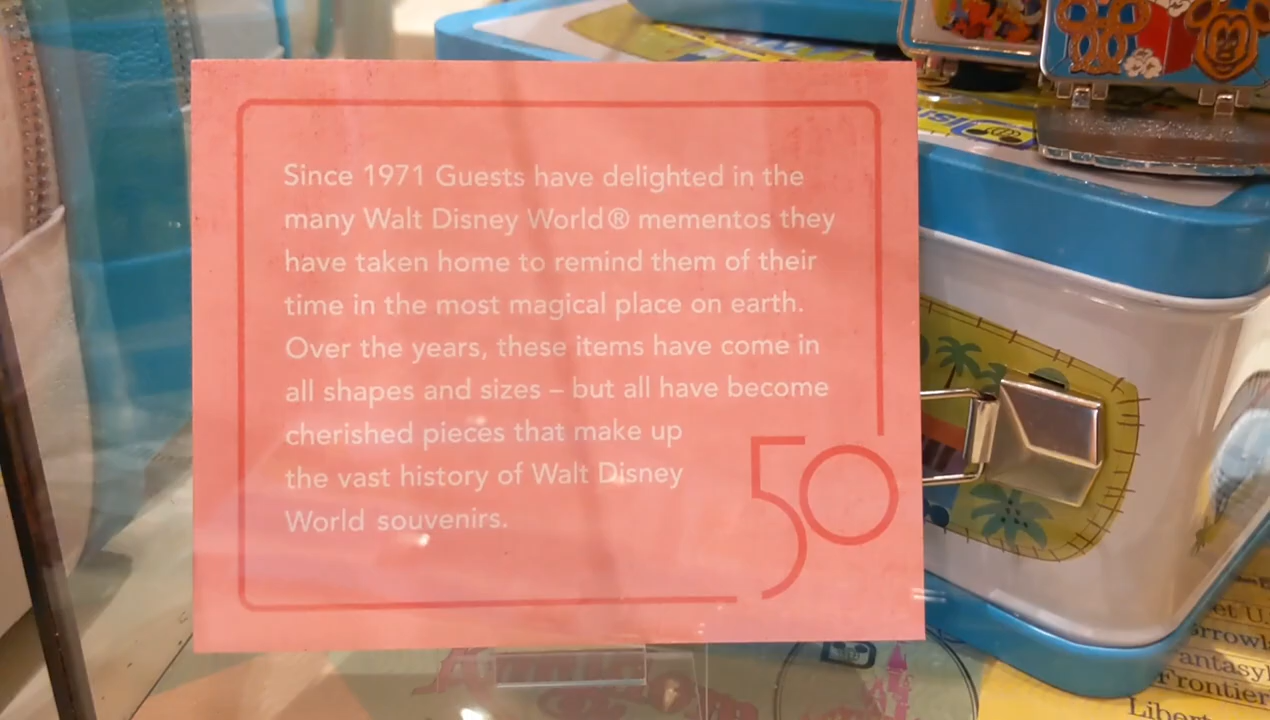 Since 1971 Guests have delighted in the
many Walt Disney World® mementos they
have taken home to remind them of their
time in the most magical place on earth.
Over the years, these items have come in
all shapes and sizes – but all have become
cherished pieces that make up
the vast history of Walt Disney
World souvenirs.
50